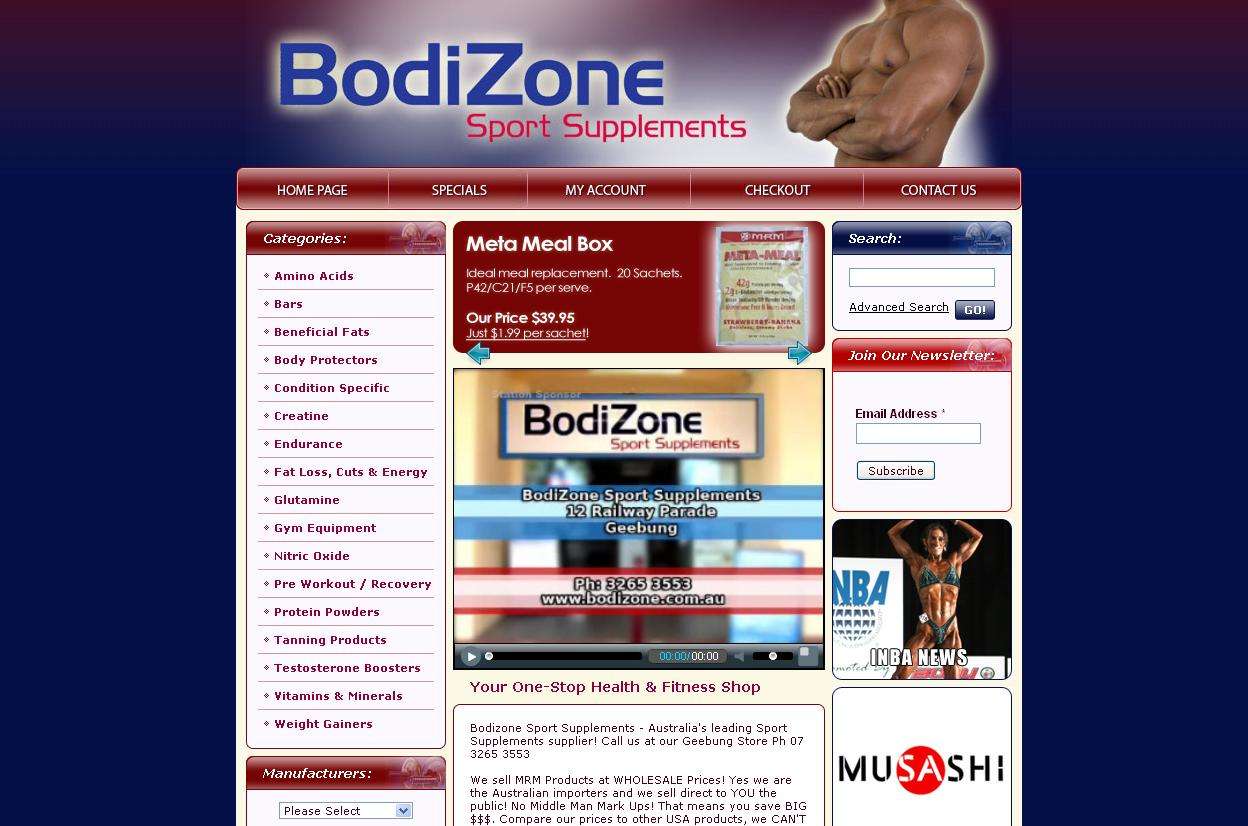 BodiZone
Sport Supplements
HOME PAGE
SPECIALS
MY ACCOUNT
CHECKOUT
CONTACT US
Categories:
Amino Acids
Bars
Beneficial Fats
Body Protectors
Condition Specific
Creatine
Endurance
Fat Loss, Cuts & Energy
Glutamine
Gym Equipment
Nitric Oxide
Pre Workout / Recovery
Protein Powders
Tanning Products
Testosterone Boosters
Vitamins & Minerals
Weight Gainers
Manufacturers:
Please Select
Meta Meal Box
Ideal meal replacement. 20 Sachets.
P42/C21/F5 per serve.
Our Price $39.95
Just $1.99 per sachet!
MRM
META-MEAL
42g
2g
STRAWBERRY-BANANA
Station Sponsor
BodiZone
Sport Supplements
BodiZone Sport Supplements
12 Railway Parade
Geebung
Ph: 3265 3553
www.bodizone.com.au
00:00/00:00
Your One-Stop Health & Fitness Shop
Bodizone Sport Supplements - Australia's leading Sport
Supplements supplier! Call us at our Geebung Store Ph 07
3265 3553
We sell MRM Products at WHOLESALE Prices! Yes we are
the Australian importers and we sell direct to YOU the
public! No Middle Man Mark Ups! That means you save BIG
$$$. Compare our prices to other USA products, we CAN'T
Search:
Advanced Search
GO!
Join Our Newsletter:
Email Address *
Subscribe
INBA NEWS
MUSASHI